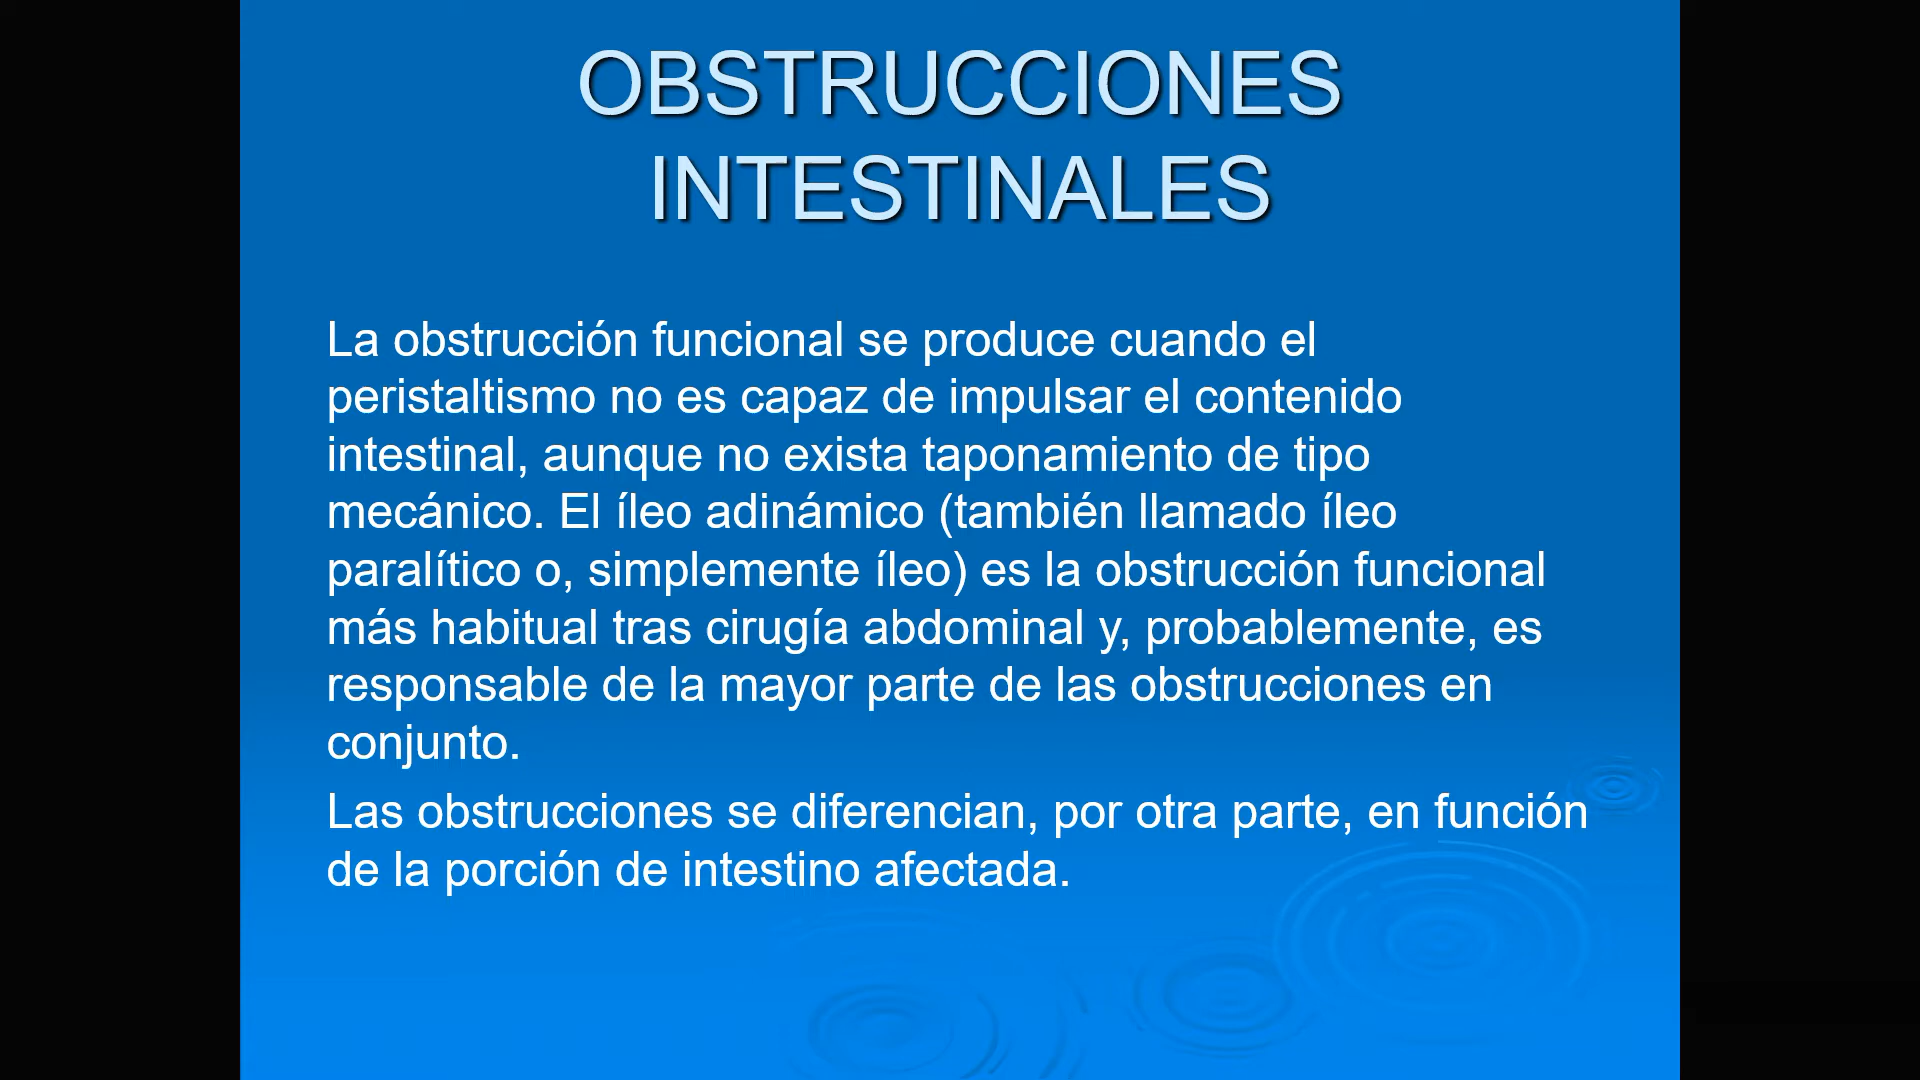 OBSTRUCCIONES
INTESTINALES
La obstrucción funcional se produce cuando el
peristaltismo no es capaz de impulsar el contenido
intestinal, aunque no exista taponamiento de tipo
mecánico. El íleo adinámico (también llamado íleo
paralítico o, simplemente íleo) es la obstrucción funcional
más habitual tras cirugía abdominal y, probablemente, es
responsable de la mayor parte de las obstrucciones en
conjunto.
Las obstrucciones se diferencian, por otra parte, en función
de la porción de intestino afectada.